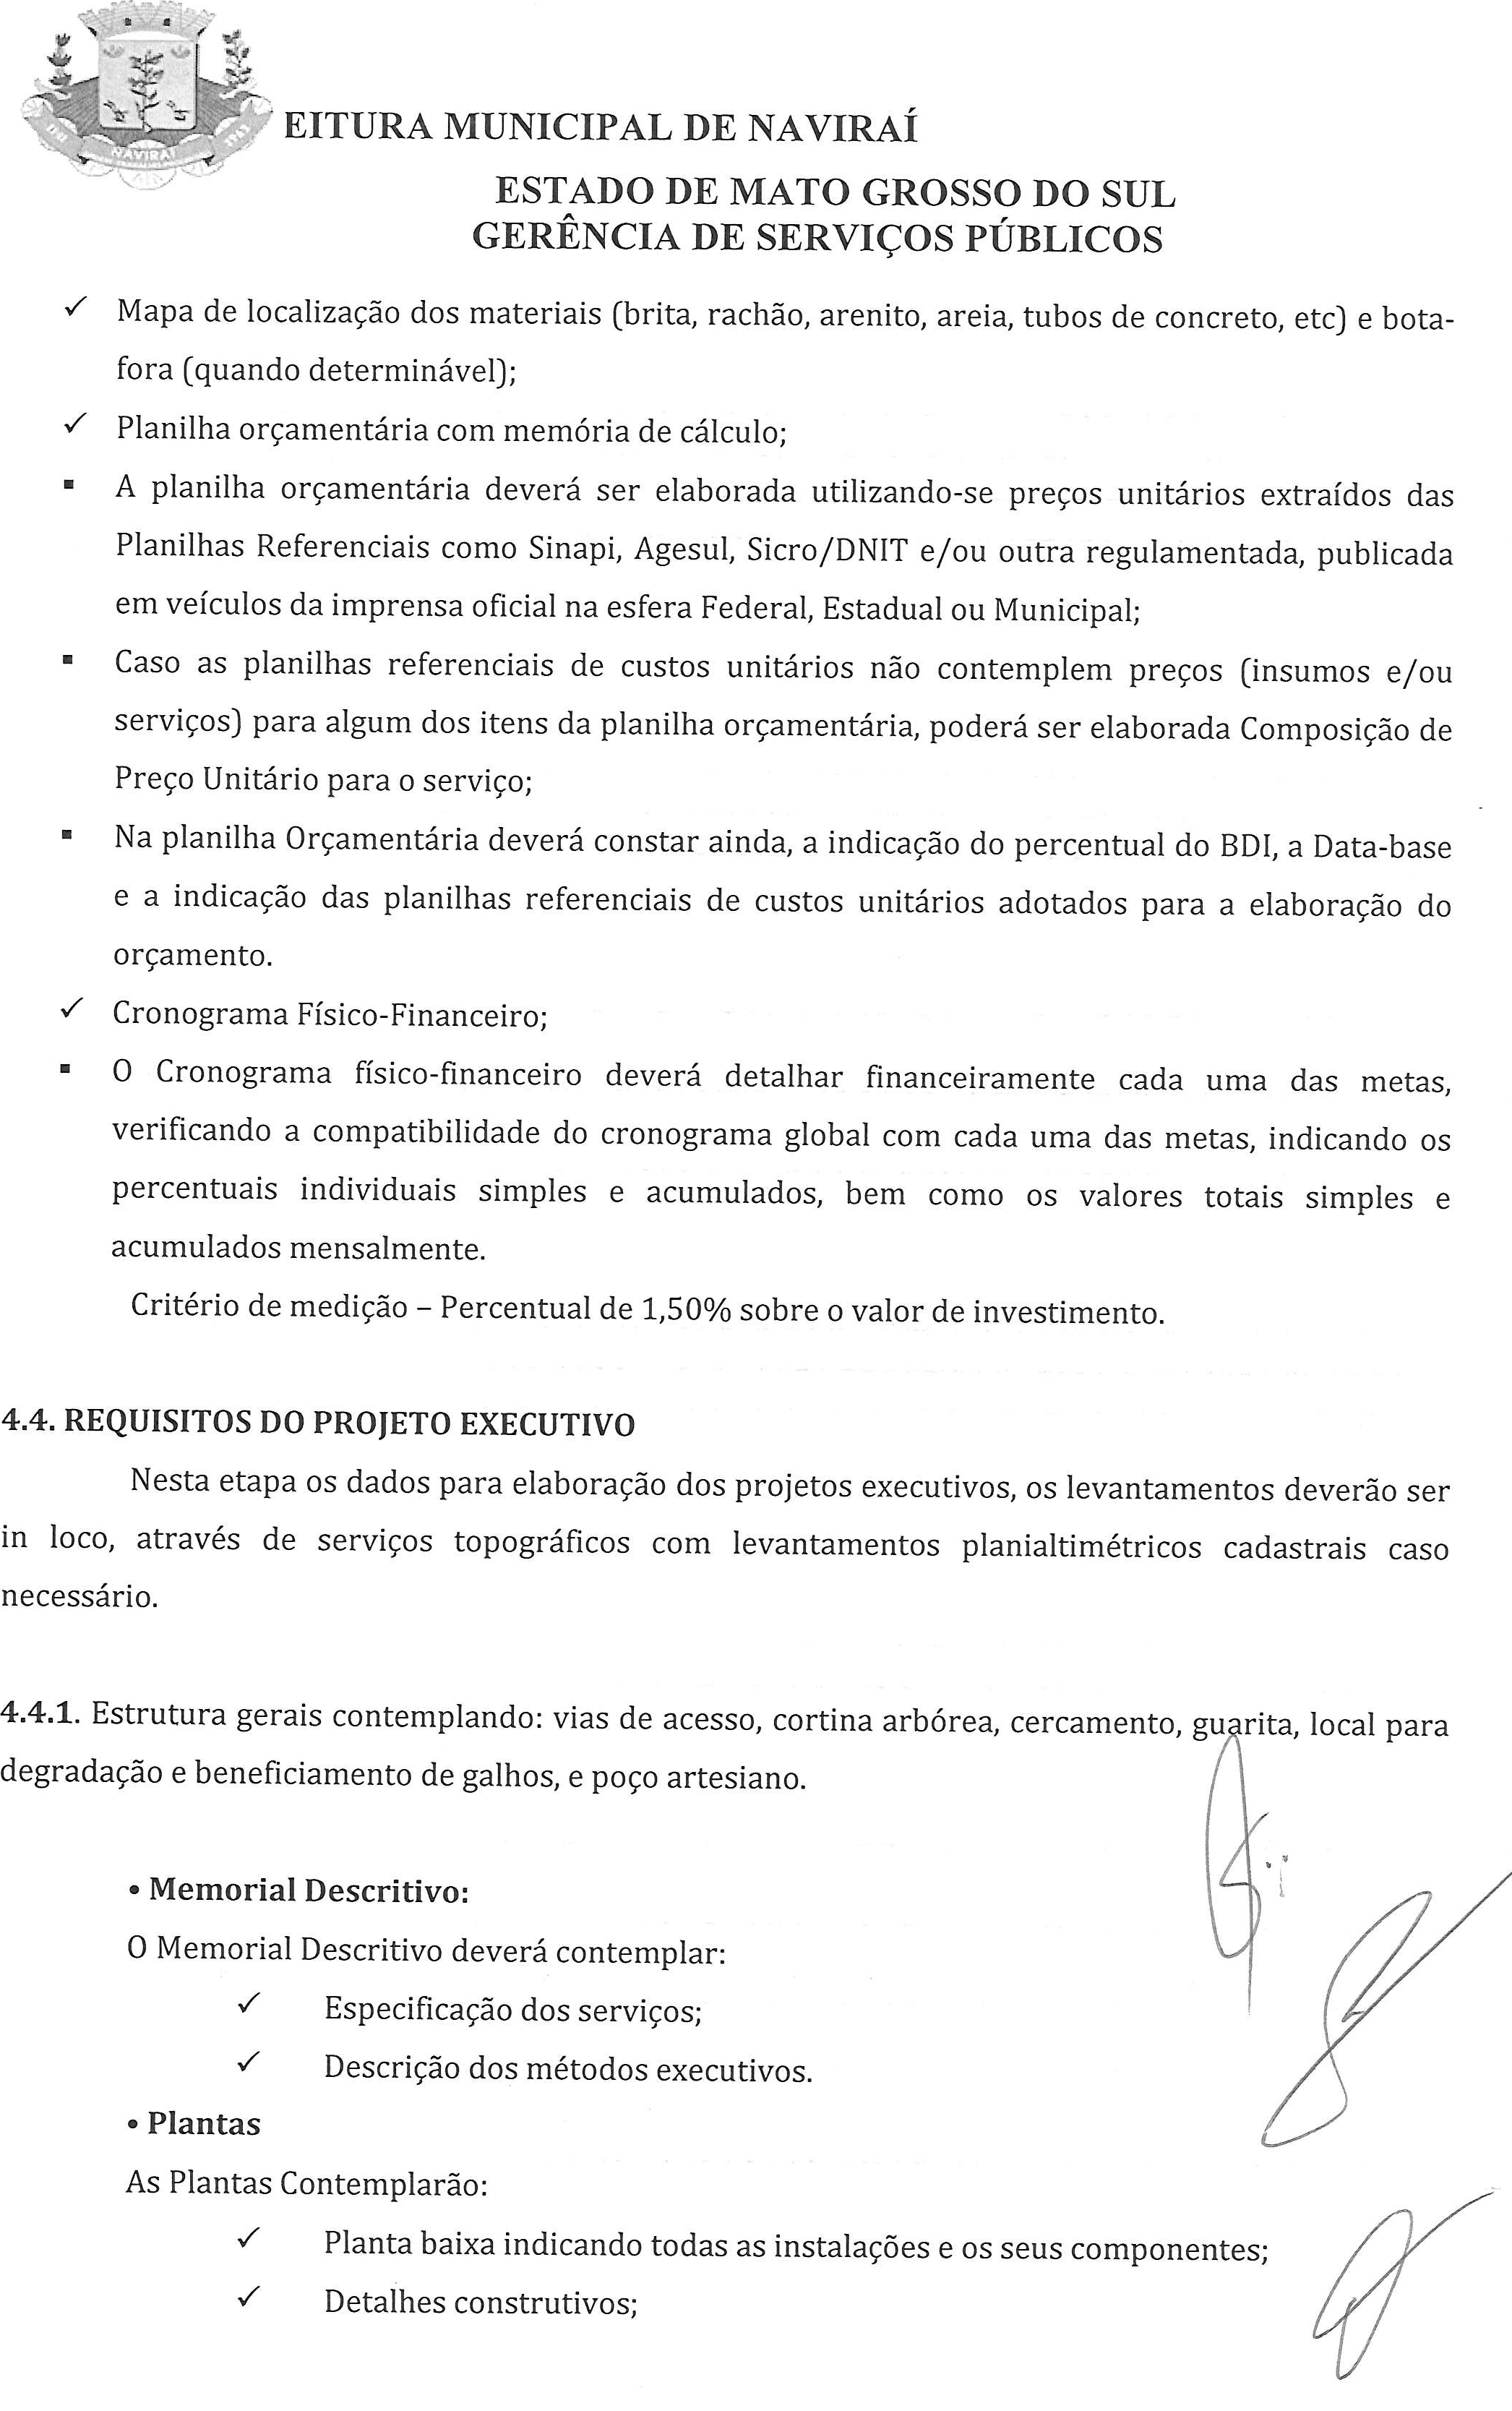 NAVIRAÍ
1963
EITURA MUNICIPAL DE NAVIRAÍ
ESTADO DE MATO GROSSO DO SUL
GERÊNCIA DE SERVIÇOS PÚBLICOS
✓ Mapa de localização dos materiais (brita, rachão, arenito, areia, tubos de concreto, etc) e bota-
fora (quando determinável);
✓ Planilha orçamentária com memória de cálculo;
▪ A planilha orçamentária deverá ser elaborada utilizando-se preços unitários extraídos das
Planilhas Referenciais como Sinapi, Agesul, Sicro/DNIT e/ou outra regulamentada, publicada
em veículos da imprensa oficial na esfera Federal, Estadual ou Municipal;
▪ Caso as planilhas referenciais de custos unitários não contemplem preços (insumos e/ou
serviços) para algum dos itens da planilha orçamentária, poderá ser elaborada Composição de
Preço Unitário para o serviço;
▪ Na planilha Orçamentária deverá constar ainda, a indicação do percentual do BDI, a Data-base
e a indicação das planilhas referenciais de custos unitários adotados para a elaboração do
orçamento.
✓ Cronograma Físico-Financeiro;
▪ O Cronograma físico-financeiro deverá detalhar financeiramente cada uma das metas,
verificando a compatibilidade do cronograma global com cada uma das metas, indicando os
percentuais individuais simples e acumulados, bem como os valores totais simples e
acumulados mensalmente.
Critério de medição – Percentual de 1,50% sobre o valor de investimento.
4.4. REQUISITOS DO PROJETO EXECUTIVO
Nesta etapa os dados para elaboração dos projetos executivos, os levantamentos deverão ser
in loco, através de serviços topográficos com levantamentos planialtimétricos cadastrais caso
necessário.
4.4.1. Estrutura gerais contemplando: vias de acesso, cortina arbórea, cercamento, guarita, local para
degradação e beneficiamento de galhos, e poço artesiano.
• Memorial Descritivo:
O Memorial Descritivo deverá contemplar:
✓ Especificação dos serviços;
✓ Descrição dos métodos executivos.
• Plantas
As Plantas Contemplarão:
✓ Planta baixa indicando todas as instalações e os seus componentes;
✓ Detalhes construtivos;